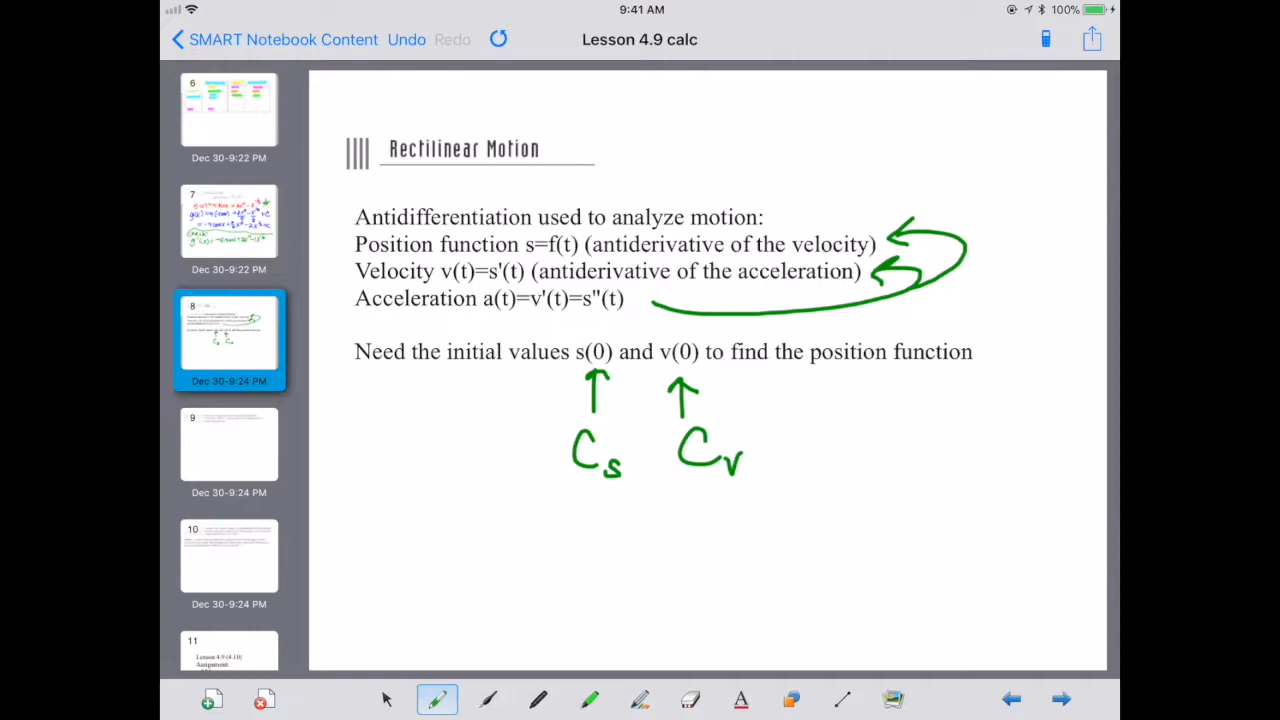 9:41 AM
100%
SMART Notebook Content Undo Redo
Lesson 4.9 calc
6
Dec 30-9:22 PM
7
Dec 30-9:22 PM
8
Dec 30-9:24 PM
9
Dec 30-9:24 PM
10
Dec 30-9:24 PM
11
Lesson 4.9 (4.10)
Assignment:
Rectilinear Motion
Antidifferentiation used to analyze motion:
Position function s=f(t) (antiderivative of the velocity)
Velocity v(t)=s'(t) (antiderivative of the acceleration)
Acceleration a(t)=v'(t)=s"(t)
Need the initial values s(0) and v(0) to find the position function
Cs Cv
A